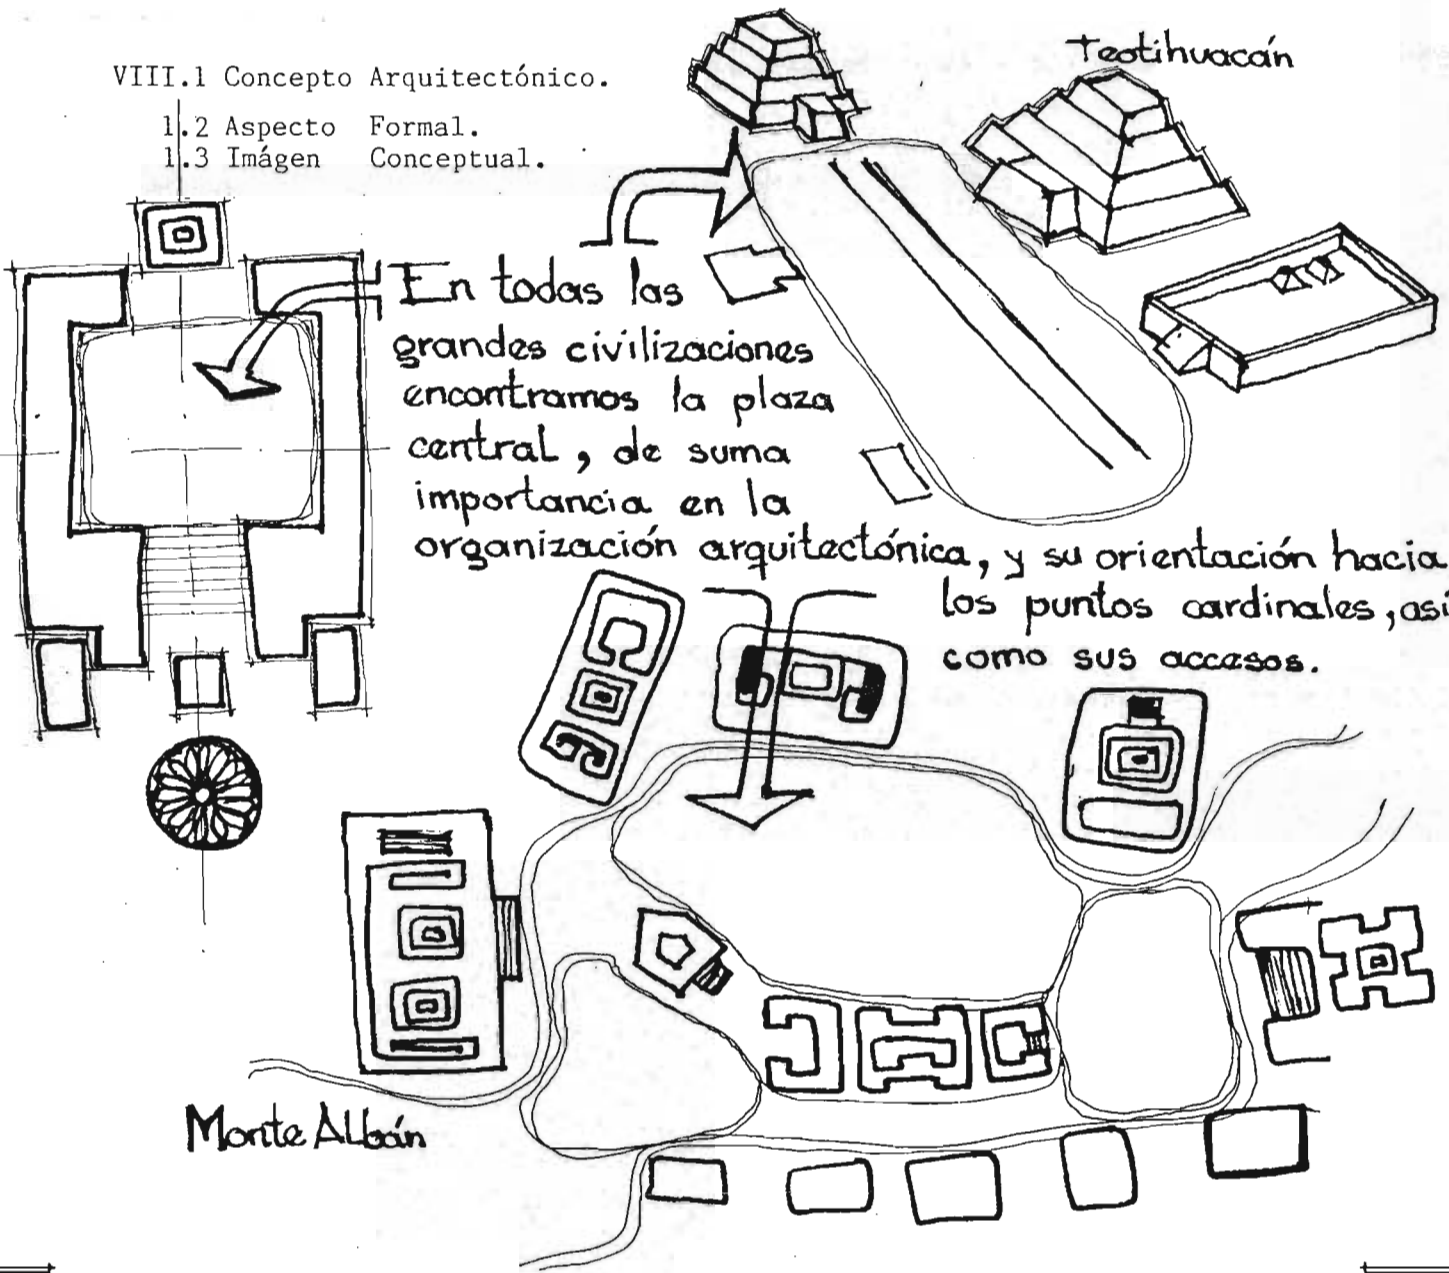 VIII.1 Concepto Arquitectónico.
1.2 Aspecto Formal.
1.3 Imágen Conceptual.
Teotihuacán
En todas las
grandes civilizaciones
encontramos la plaza
central, de suma
importancia en la
organización arquitectónica, y su orientación hacia
los puntos cardinales, asi
como sus accesos.
Monte Albán